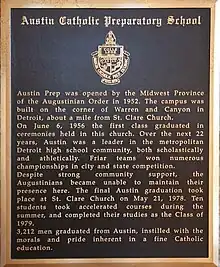 Austin Catholic Preparatory School
Austin Prep was opened by the Midwest Province
of the Augustinian Order in 1952. The campus was
built on the corner of Warren and Canyon in
Detroit, about a mile from St. Clare Church.
On June 6, 1956 the first class graduated in
ceremonies held in this church. Over the next 22
years, Austin was a leader in the metropolitan
Detroit high school community, both scholastically
and athletically. Friar teams won numerous
championships in city and state competition.
Despite strong community support, the
Augustinians became unable to maintain their
presence here. The final Austin graduation took
place at St. Clare Church on May 21, 1978. Ten
students took accelerated courses during the
summer, and completed their studies as the Class of
1979.
3,212 men graduated from Austin, instilled with the
morals and pride inherent in a fine Catholic
education.